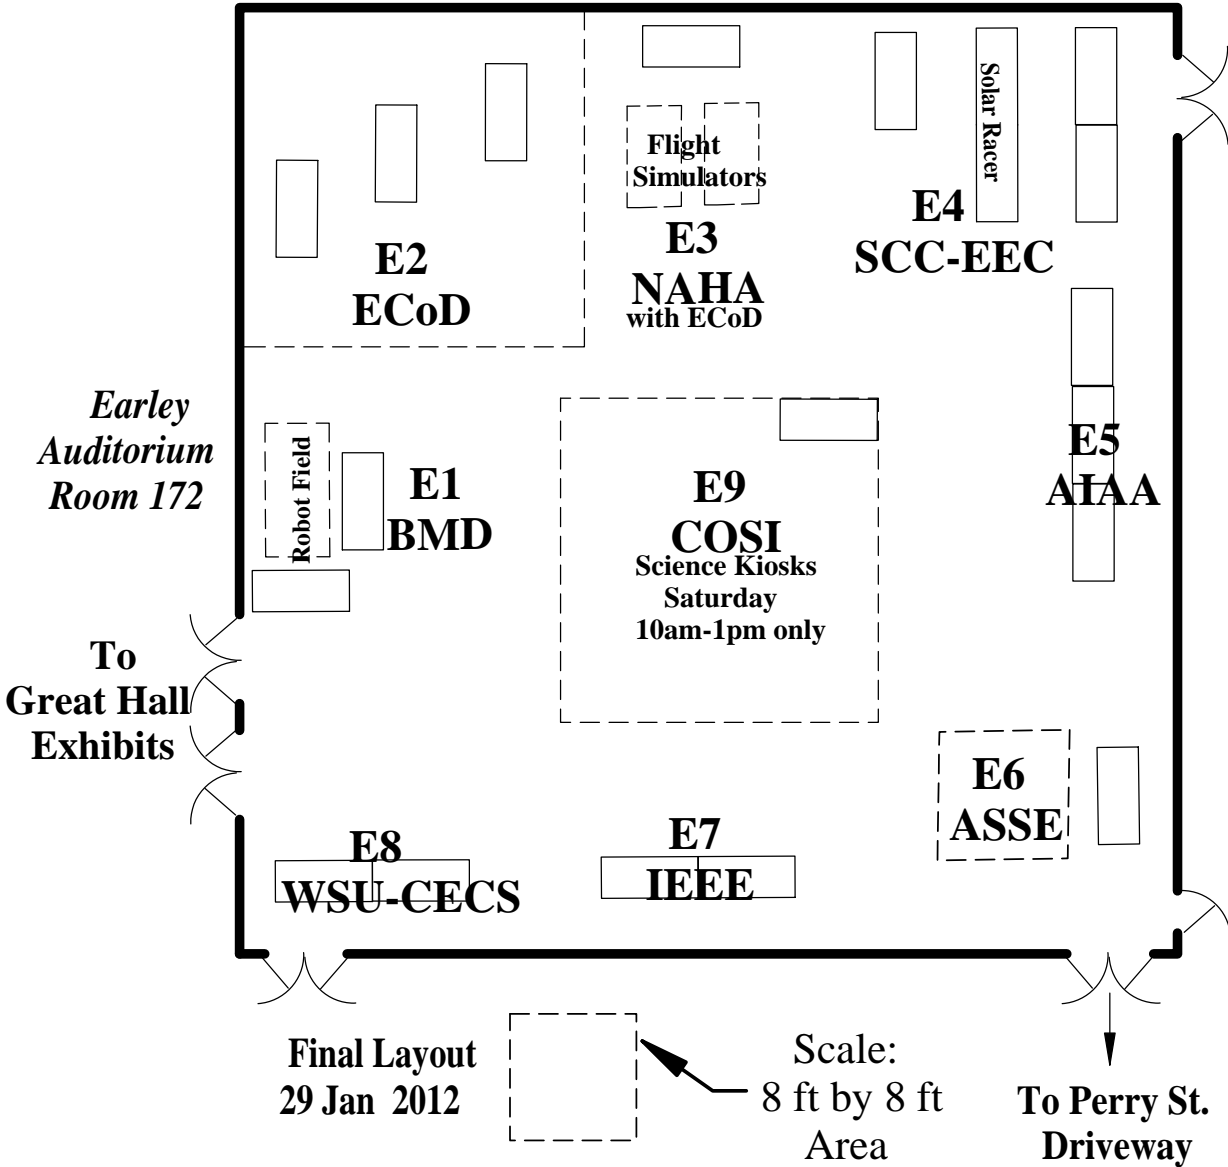 Flight
Simulators
Solar Racer
E2
ECoD
E3
NAHA
with ECoD
E4
SCC-EEC
Earley
Auditorium
Room 172
Robot Field
E1
BMD
E9
COSI
Science Kiosks
Saturday
10am-1pm only
E5
AIAA
To
Great Hall
Exhibits
E6
ASSE
E8
WSU-CECS
E7
IEEE
Final Layout
29 Jan 2012
Scale:
8 ft by 8 ft
Area
To Perry St.
Driveway